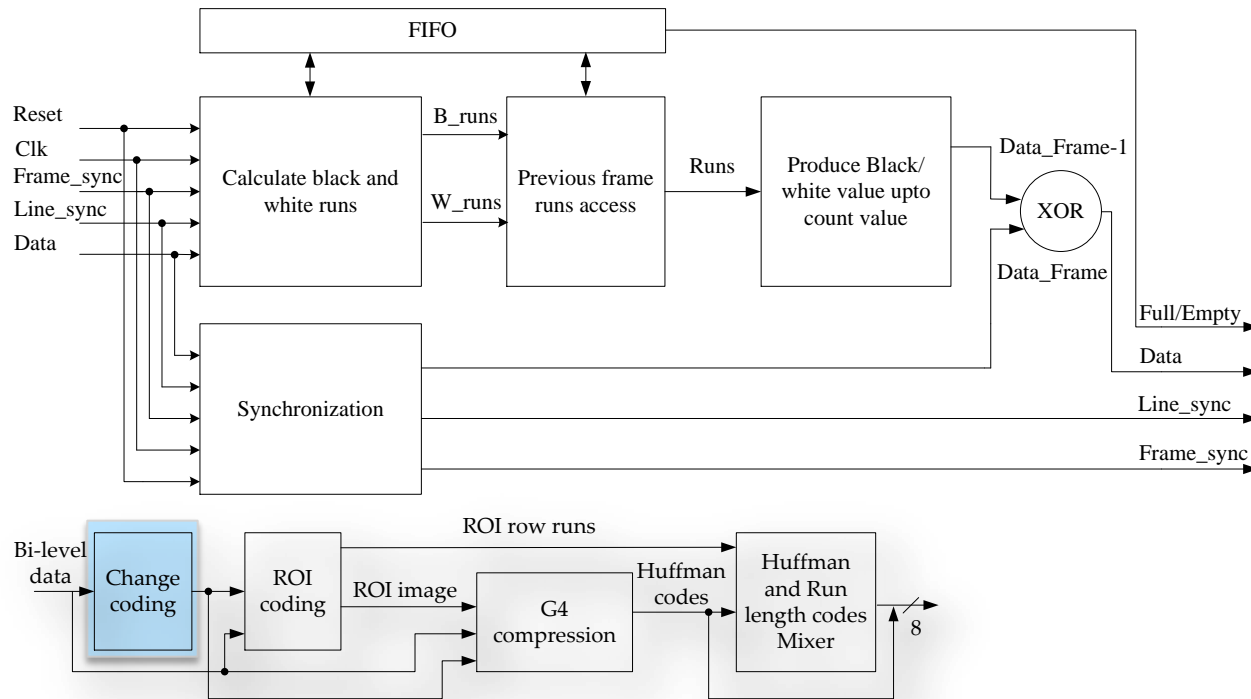 FIFO
Reset
Clk
Frame_sync
Line_sync
Data
Calculate black and
white runs
B_runs
W_runs
Previous frame
runs access
Runs
Produce Black/
white value upto
count value
Data_Frame-1
XOR
Data_Frame
Synchronization
Full/Empty
Data
Line_sync
Frame_sync
Bi-level
data
Change
coding
ROI
coding
ROI row runs
ROI image
G4
compression
Huffman
codes
Huffman
and Run
length codes
Mixer
8